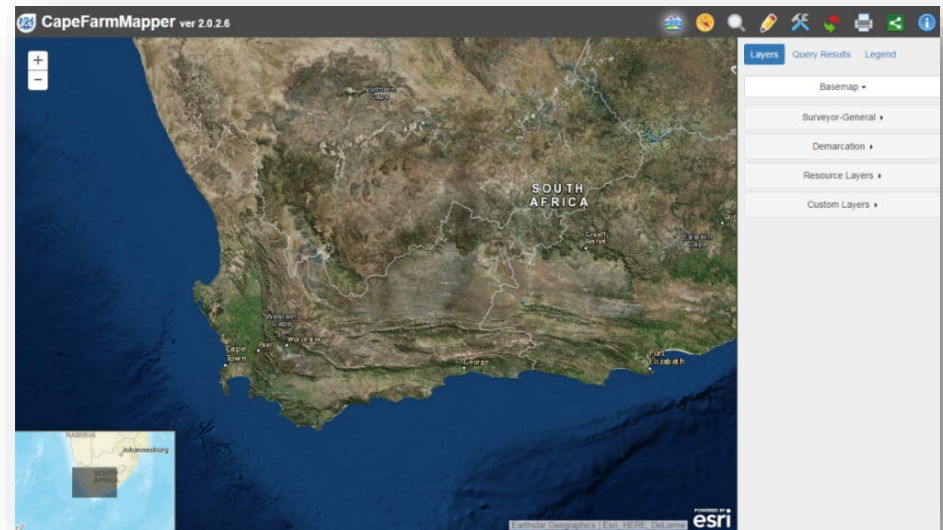 CapeFarmMapper ver 2.0.2.6
+
−
Layers Query Results Legend
Basemap
Surveyor-General
Demarcation
Resource Layers
Custom Layers
Northern
Cape
SOUTH
AFRICA
Graaff
Reinet
Eastern
Cape
Western
Cape
Cape
Town
Paarl
Worcester
George
Port
Elizabeth
NAMIBIA
Johannesburg
SOUTH
AFRICA
Earthstar Geographics | Esri, HERE, DeLorme
POWERED BY
esri